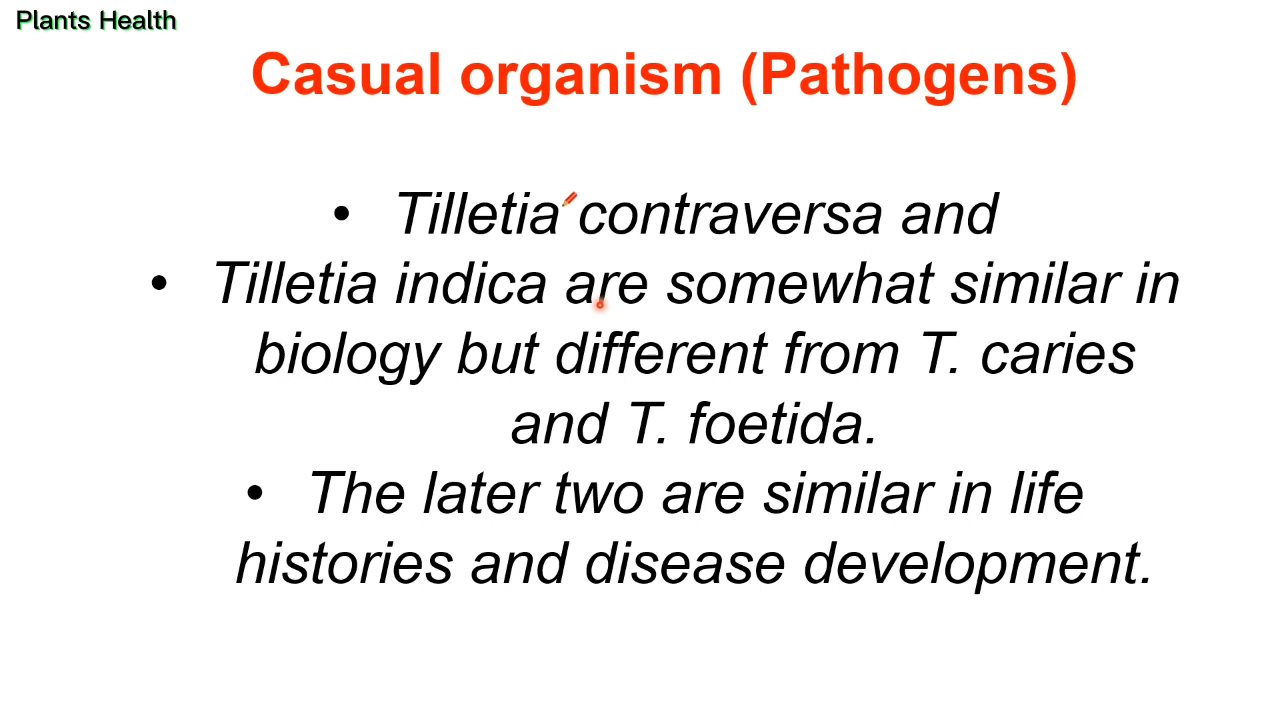 Plants Health
Casual organism (Pathogens)
• Tilletia contraversa and
• Tilletia indica are somewhat similar in
biology but different from T. caries
and T. foetida.
• The later two are similar in life
histories and disease development.